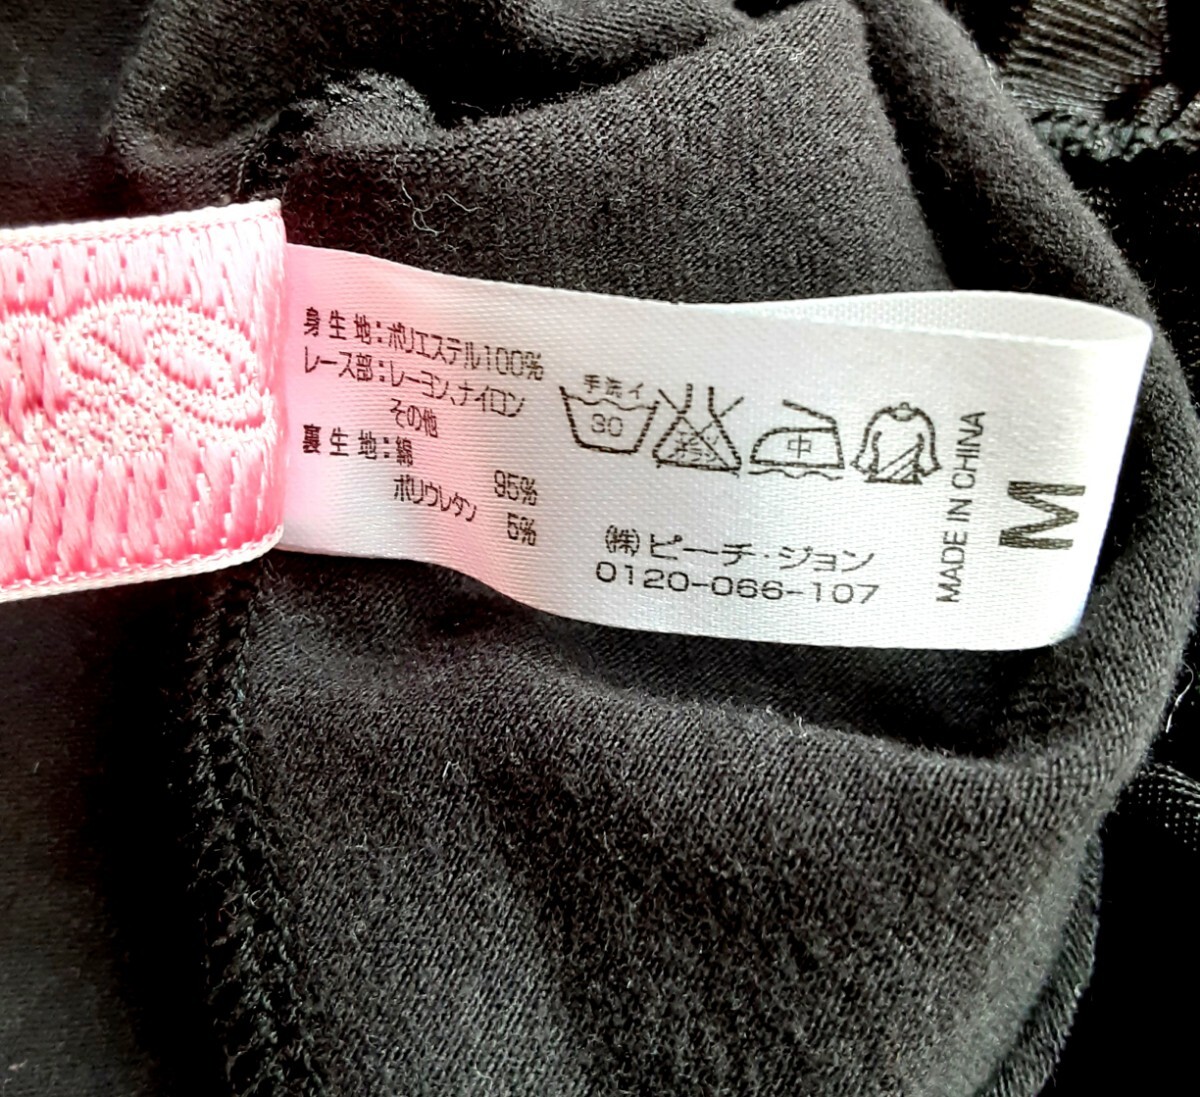 身生地:ポリエステル100%
レース部:レーヨン、ナイロン
その他
裏生地:綿 95%
ポリウレタン 5%
手洗イ
30
中
(株)ピーチ・ジョン
0120-066-107
MADE IN CHINA
M